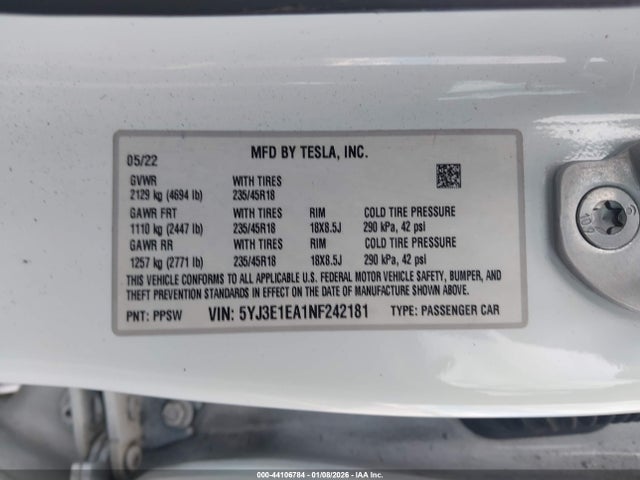 05/22 MFD BY TESLA, INC.
GVWR WITH TIRES
2129 kg (4694 lb) 235/45R18
GAWR FRT WITH TIRES RIM COLD TIRE PRESSURE
1110 kg (2447 lb) 235/45R18 18X8.5J 290 kPa, 42 psi
GAWR RR WITH TIRES RIM COLD TIRE PRESSURE
1257 kg (2771 lb) 235/45R18 18X8.5J 290 kPa, 42 psi
THIS VEHICLE CONFORMS TO ALL APPLICABLE U.S. FEDERAL MOTOR VEHICLE SAFETY, BUMPER, AND
THEFT PREVENTION STANDARDS IN EFFECT ON THE DATE OF MANUFACTURE SHOWN ABOVE.
PNT: PPSW VIN: 5YJ3E1EA1NF242181 TYPE: PASSENGER CAR
000-44106784 - 01/08/2026 - IAA Inc.